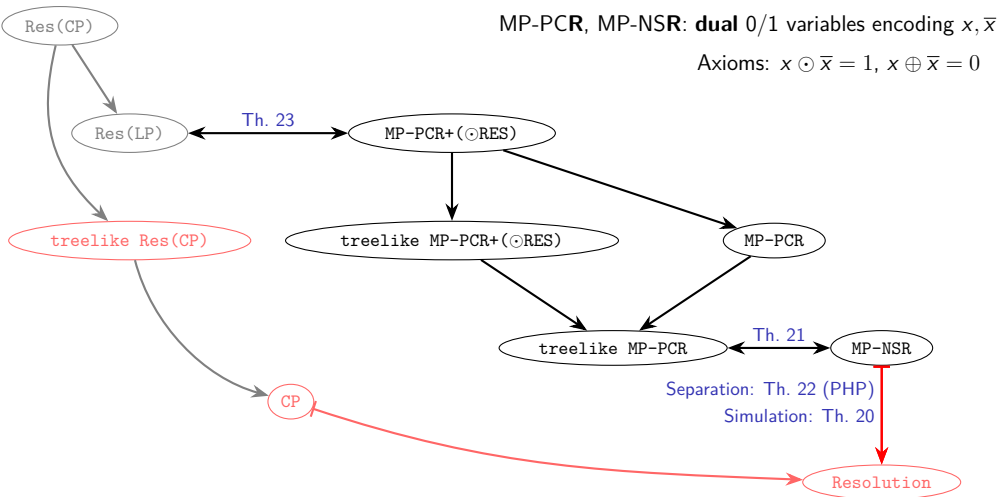 Res(CP)
MP-PCR, MP-NSR: dual 0/1 variables encoding x, x̅
Axioms: x ⊙ x̅ = 1, x ⊕ x̅ = 0
Th. 23
Res(LP)
MP-PCR+(⊙RES)
treelike Res(CP)
treelike MP-PCR+(⊙RES)
MP-PCR
Th. 21
treelike MP-PCR
MP-NSR
Separation: Th. 22 (PHP)
CP
Simulation: Th. 20
Resolution